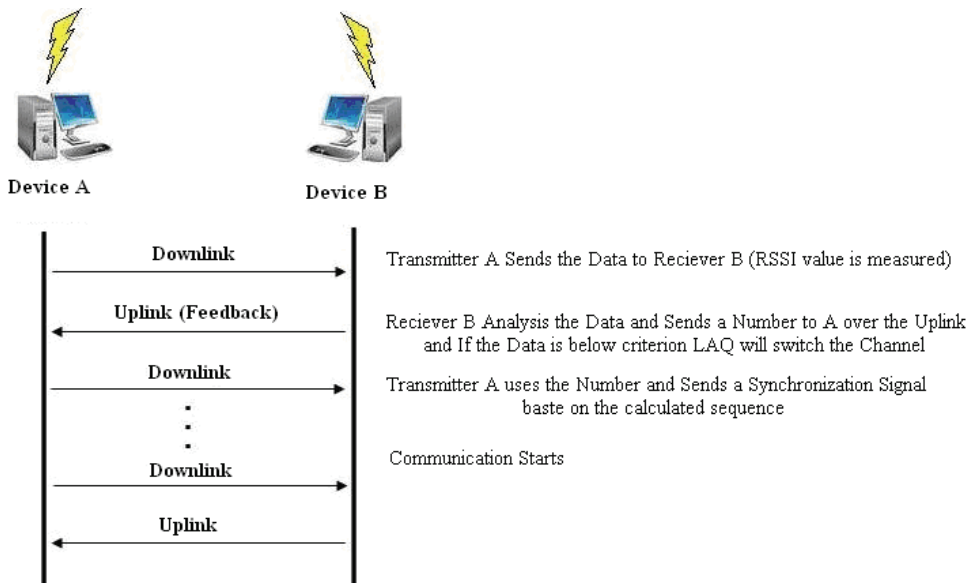 Device A
Device B
Downlink
Transmitter A Sends the Data to Reciever B (RSSI value is measured)
Uplink (Feedback)
Reciever B Analysis the Data and Sends a Number to A over the Uplink
and If the Data is below criterion LAQ will switch the Channel
Downlink
Transmitter A uses the Number and Sends a Synchronization Signal
baste on the calculated sequence
Communication Starts
Downlink
Uplink